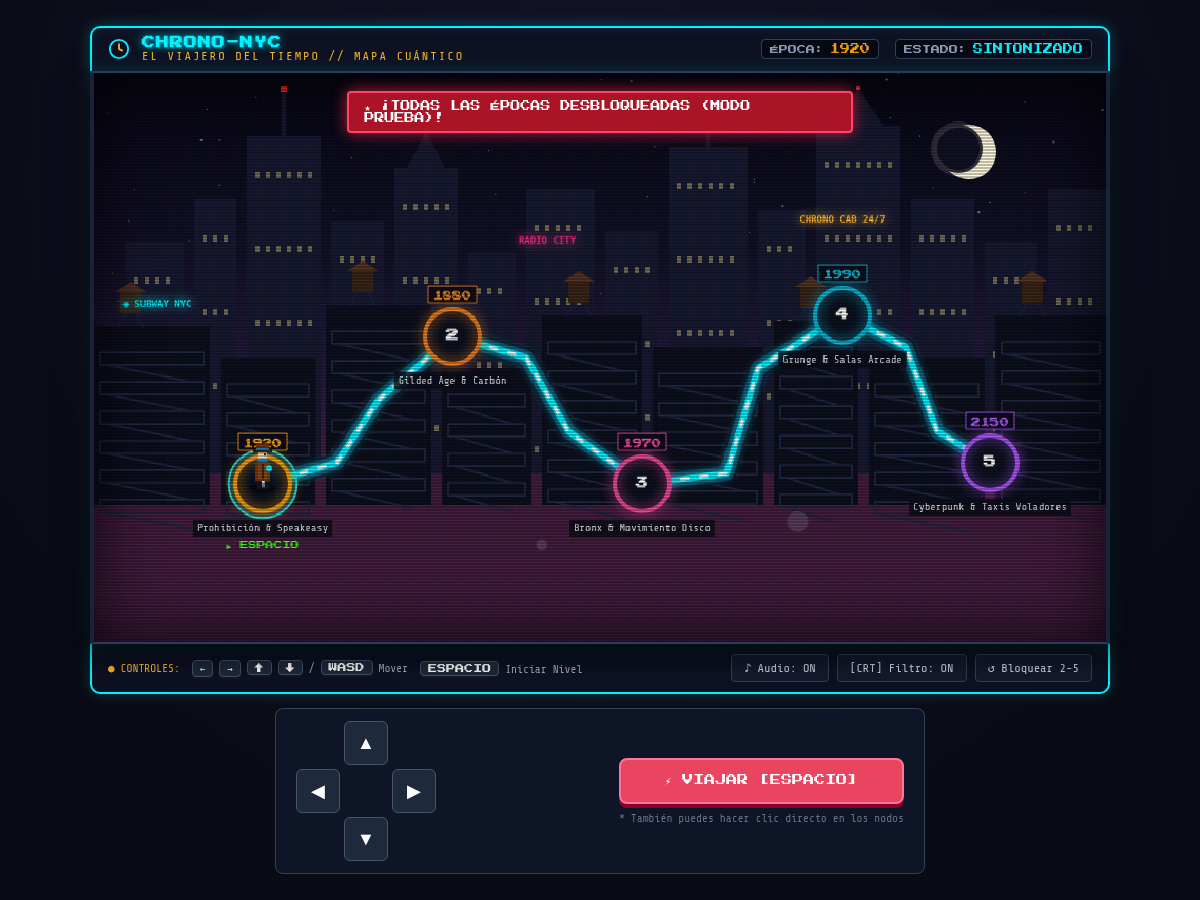 CHRONO-NYC
EL VIAJERO DEL TIEMPO // MAPA CUÁNTICO
ÉPOCA: 1920
ESTADO: SINTONIZADO
★ ¡TODAS LAS ÉPOCAS DESBLOQUEADAS (MODO
PRUEBA)!
CHRONO CAB 24/7
RADIO CITY
1990
4
1880
SUBWAY NYC
2
Grunge & Salas Arcade
Gilded Age & Carbón
2150
1920
1970
5
3
Cyberpunk & Taxis Voladores
Prohibición & Speakeasy
Bronx & Movimiento Disco
▶ ESPACIO
● CONTROLES: ← → ↑ ↓ / WASD Mover ESPACIO Iniciar Nivel
♪ Audio: ON
[CRT] Filtro: ON
↺ Bloquear 2-5
▲
◀ ▶
▼
⚡ VIAJAR [ESPACIO]
* También puedes hacer clic directo en los nodos